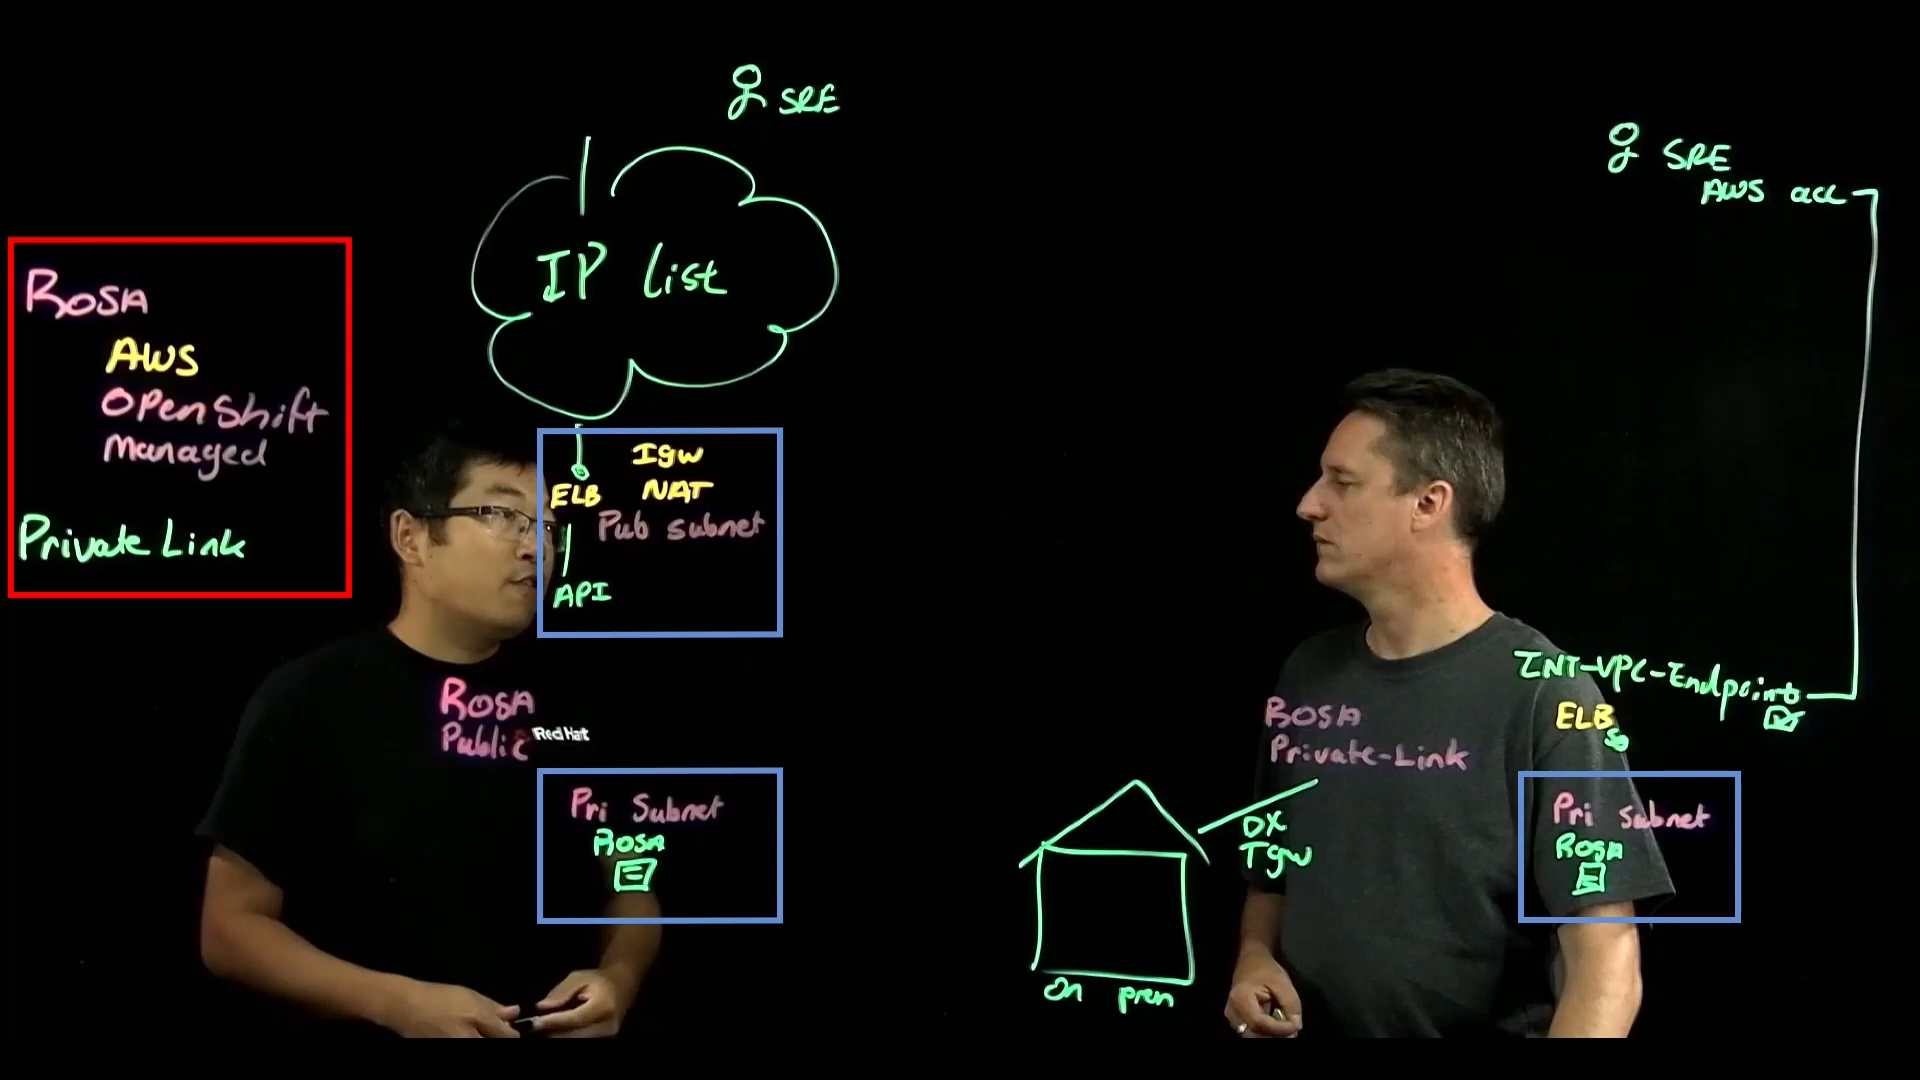 SRE
IP list
ROSA
AWS
OpenShift
Managed
Private Link
ELB
IgW
NAT
Pub subnet
API
ROSA
Public
Red Hat
Pri Subnet
ROSA
SRE
AWS acc
INT-VPC-Endpoint
ELB
ROSA
Private-Link
DX
TgW
On prem
Pri Subnet
ROSA